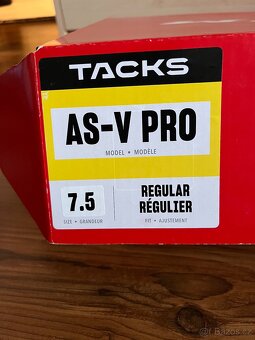 TACKS
AS-V PRO
MODEL • MODÈLE
7.5
SIZE • GRANDEUR
REGULAR
RÉGULIER
FIT • AJUSTEMENT
Bazos.cz